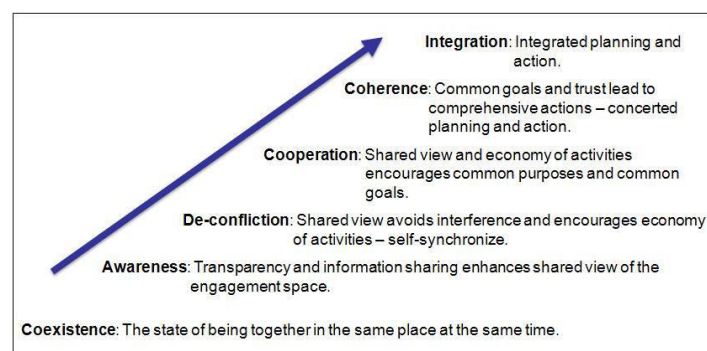 Integration: Integrated planning and
action.
Coherence: Common goals and trust lead to
comprehensive actions – concerted
planning and action.
Cooperation: Shared view and economy of activities
encourages common purposes and common
goals.
De-confliction: Shared view avoids interference and encourages economy
of activities – self-synchronize.
Awareness: Transparency and information sharing enhances shared view of the
engagement space.
Coexistence: The state of being together in the same place at the same time.